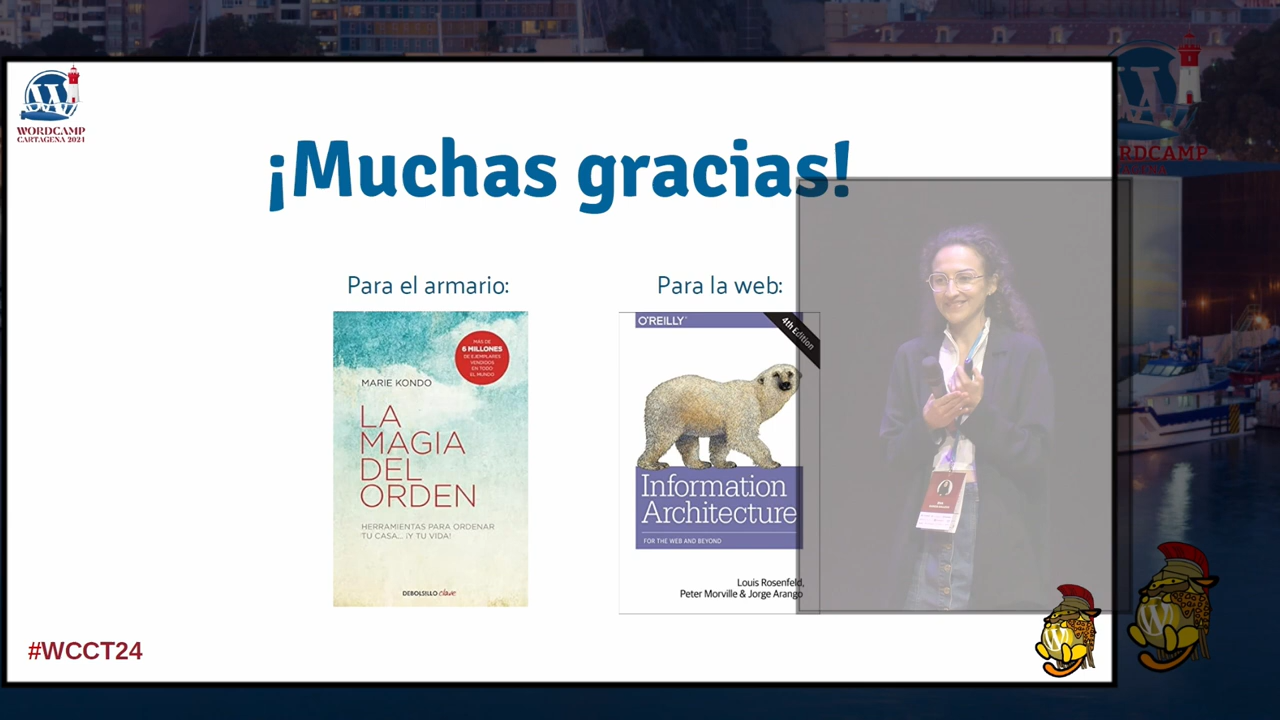 WORDCAMP
CARTAGENA 2024
¡Muchas gracias!
RDCAMP
Para el armario:
Para la web:
MÁS DE
6 MILLONES
DE EJEMPLARES
VENDIDOS
EN TODO
EL MUNDO
MARIE KONDO
LA
MAGIA
DEL
ORDEN
HERRAMIENTAS PARA ORDENAR
TU CASA... ¡Y TU VIDA!
DEBOLSILLO clave
O'REILLY
4th Edition
Information
Architecture
FOR THE WEB AND BEYOND
Louis Rosenfeld,
Peter Morville & Jorge Arango
#WCCT24